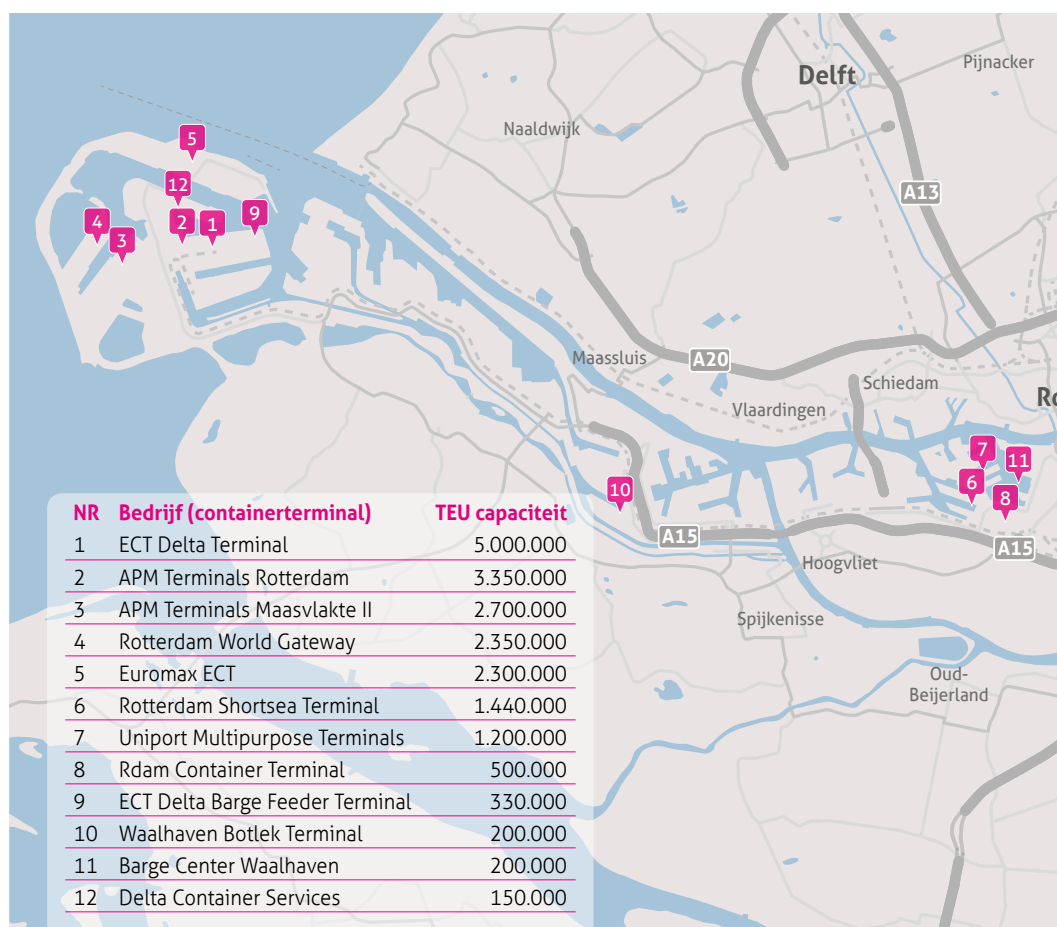 Delft
Pijnacker
Naaldwijk
5
A13
12
9
4
2
1
3
Maassluis
A20
Schiedam
Ro
Vlaardingen
7
11
10
6
8
A15
A15
Hoogvliet
Spijkenisse
Oud-
Beijerland
NR Bedrijf (containerterminal) TEU capaciteit
1 ECT Delta Terminal 5.000.000
2 APM Terminals Rotterdam 3.350.000
3 APM Terminals Maasvlakte II 2.700.000
4 Rotterdam World Gateway 2.350.000
5 Euromax ECT 2.300.000
6 Rotterdam Shortsea Terminal 1.440.000
7 Uniport Multipurpose Terminals 1.200.000
8 Rdam Container Terminal 500.000
9 ECT Delta Barge Feeder Terminal 330.000
10 Waalhaven Botlek Terminal 200.000
11 Barge Center Waalhaven 200.000
12 Delta Container Services 150.000